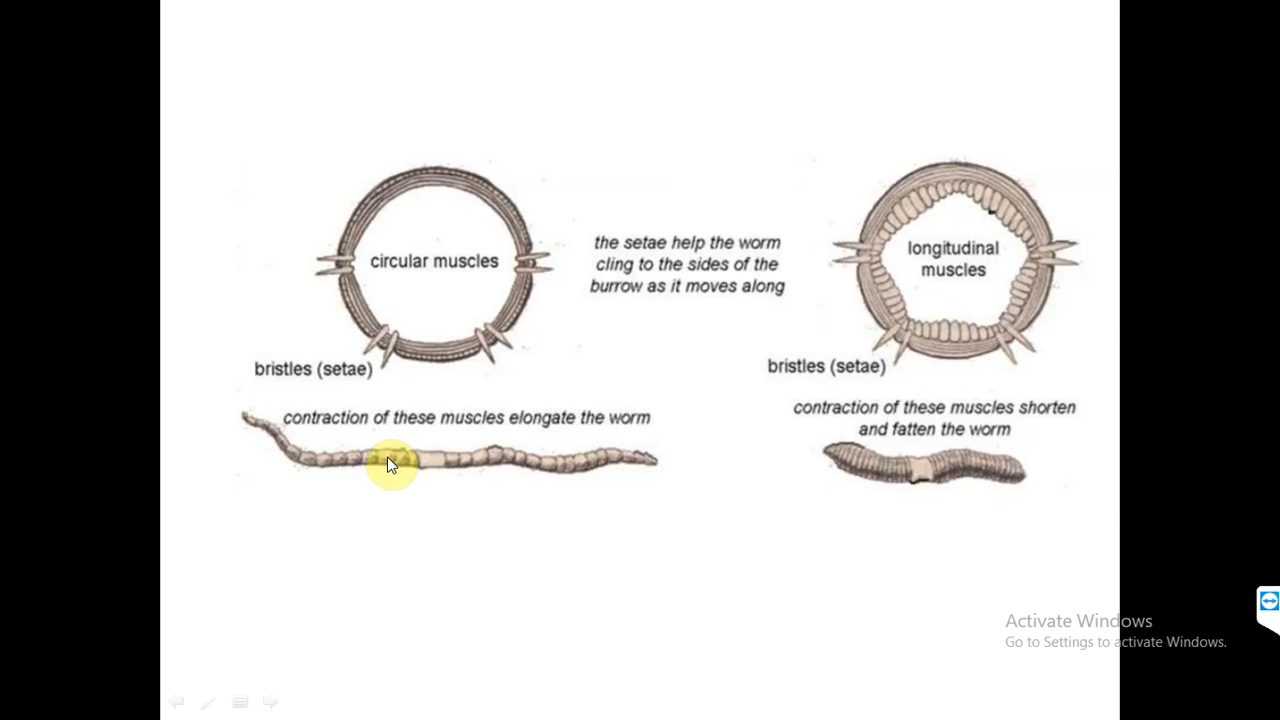 circular muscles
the setae help the worm
cling to the sides of the
burrow as it moves along
longitudinal
muscles
bristles (setae)
bristles (setae)
contraction of these muscles elongate the worm
contraction of these muscles shorten
and fatten the worm
Activate Windows
Go to Settings to activate Windows.